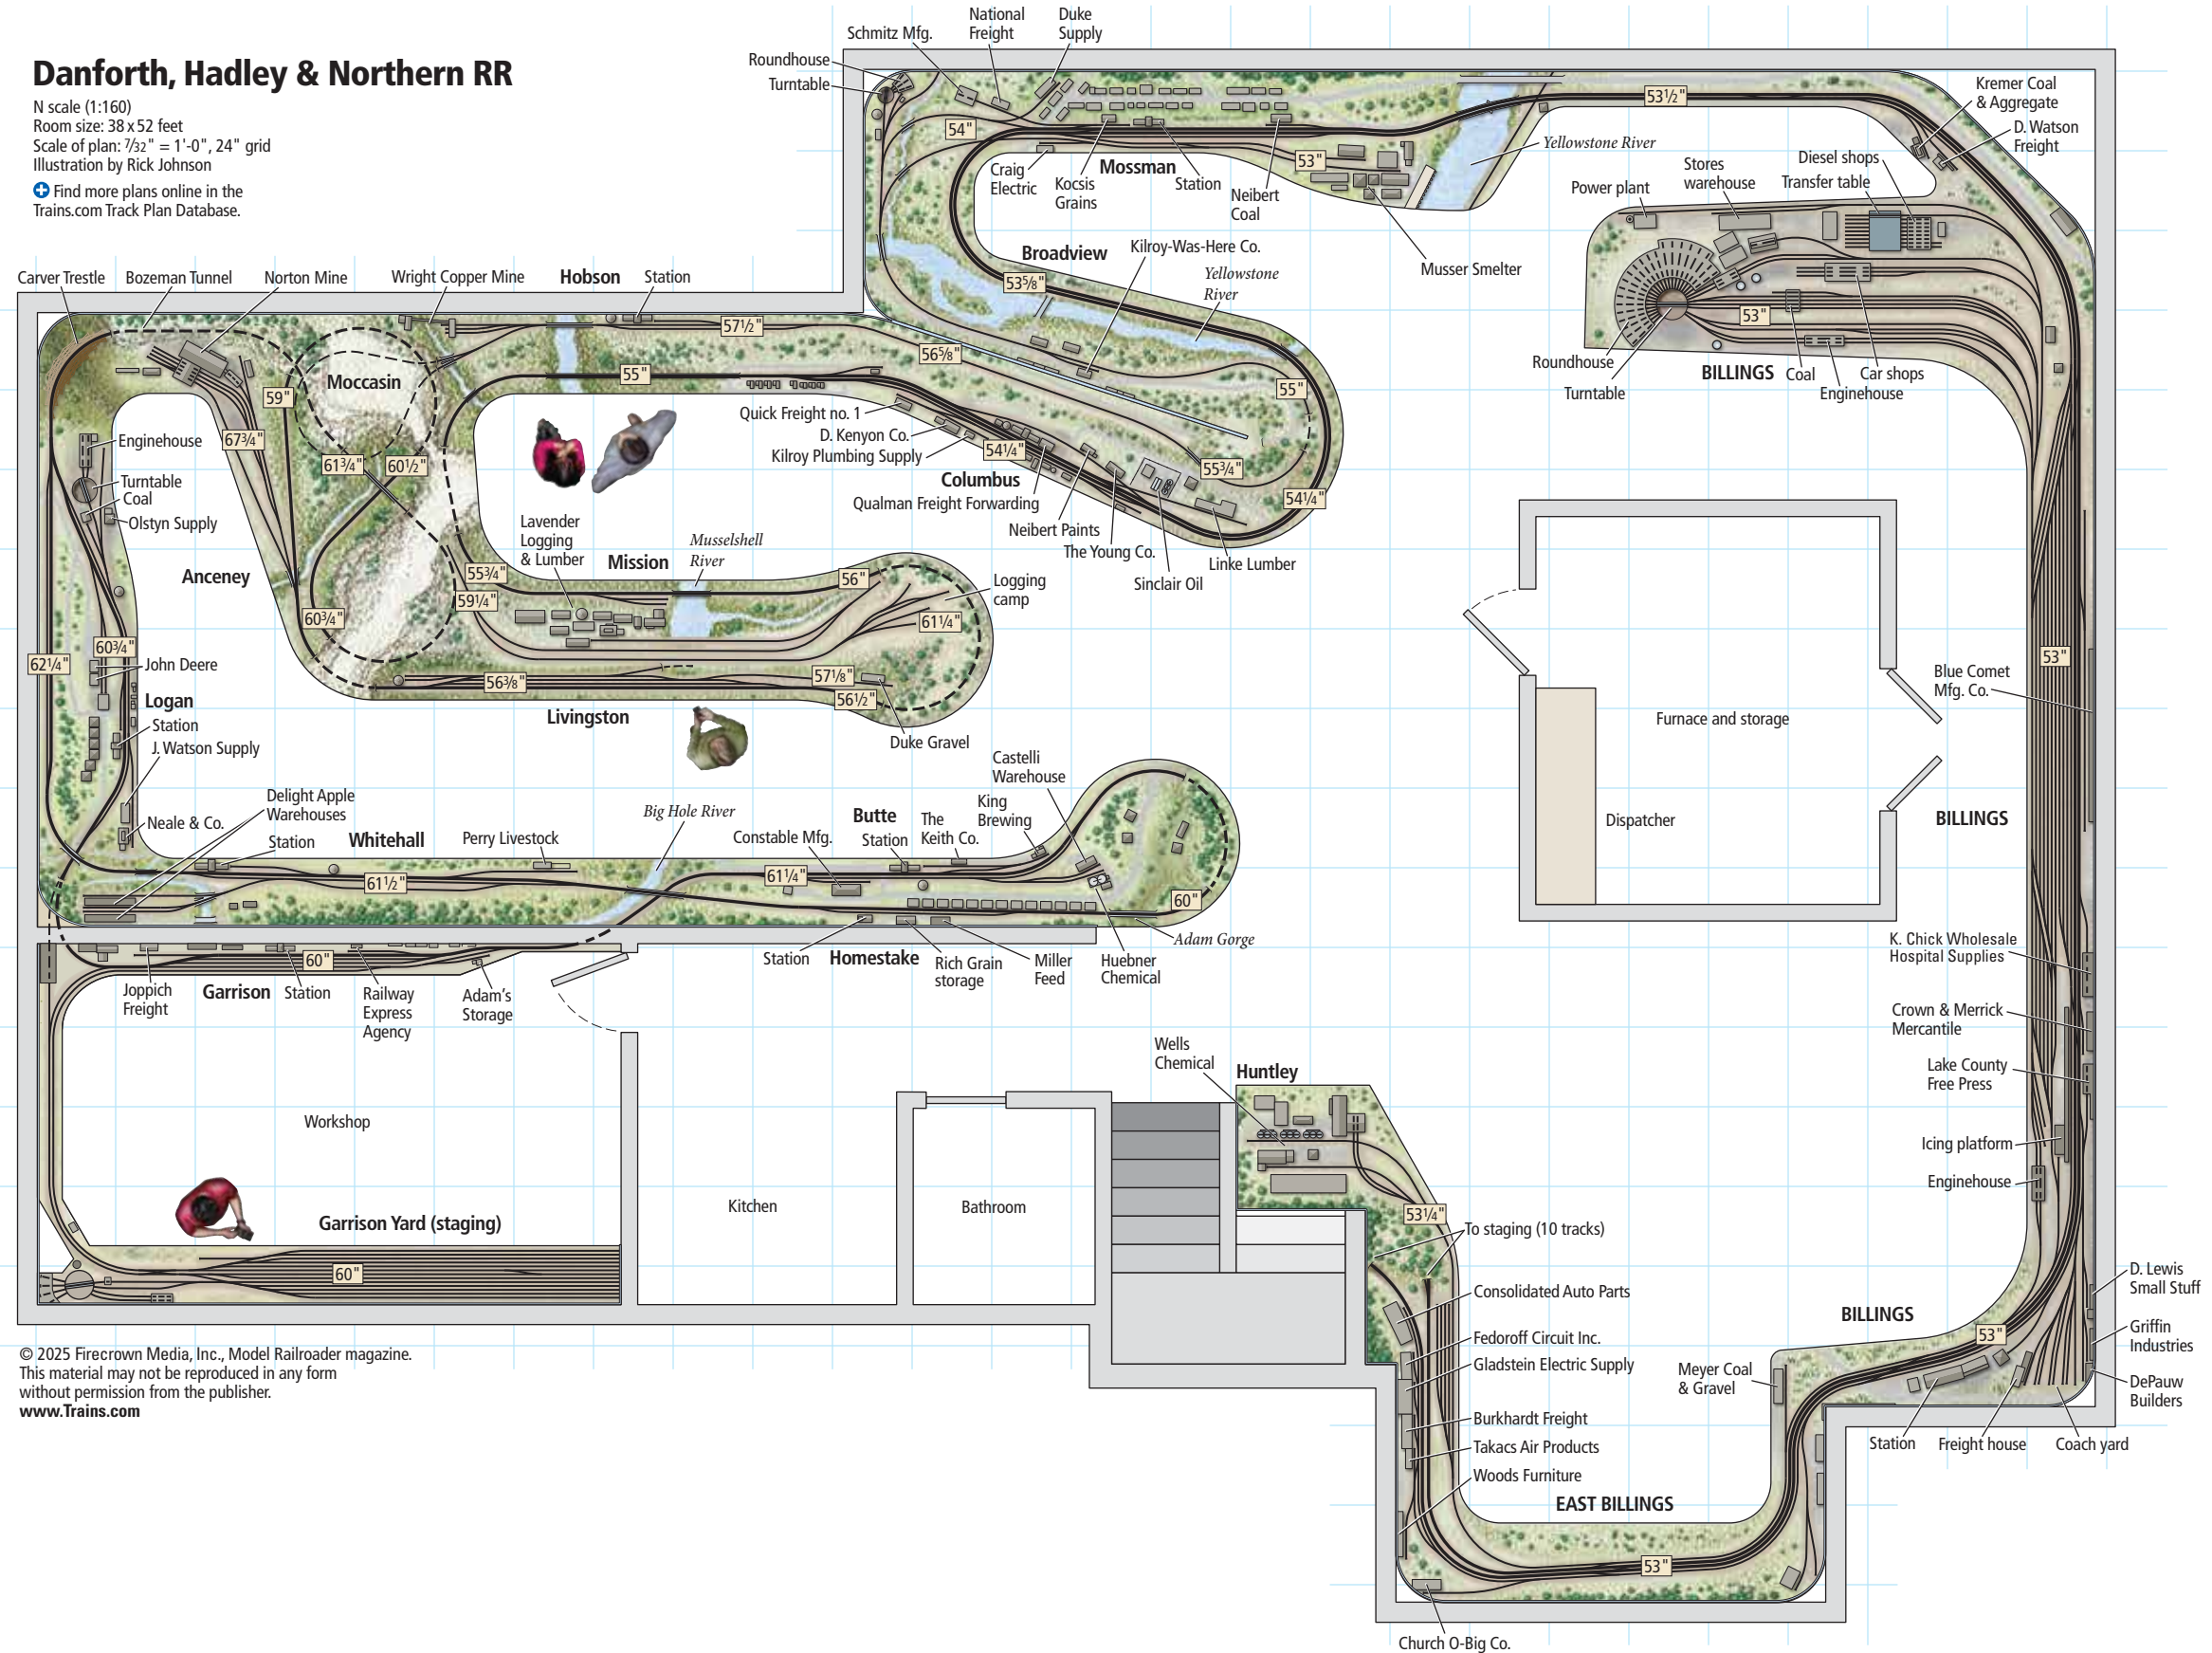 Danforth, Hadley & Northern RR
N scale (1:160)
Room size: 38 x 52 feet
Scale of plan: 7/32" = 1'-0", 24" grid
Illustration by Rick Johnson
Find more plans online in the
Trains.com Track Plan Database.
Schmitz Mfg.
National
Freight
Duke
Supply
Roundhouse
Turntable
54"
Craig
Electric
Kocsis
Grains
Mossman
Station
Neibert
Coal
53"
Musser Smelter
Yellowstone River
53½"
Kremer Coal
& Aggregate
D. Watson
Freight
Diesel shops
Transfer table
Stores
warehouse
Power plant
Roundhouse
Turntable
BILLINGS
53"
Coal
Car shops
Enginehouse
Broadview
Kilroy-Was-Here Co.
Yellowstone
River
53⅝"
Carver Trestle
Bozeman Tunnel
Norton Mine
Wright Copper Mine
Hobson
Station
57½"
56⅝"
55"
55"
Moccasin
59"
67¾"
61¾"
60½"
Quick Freight no. 1
D. Kenyon Co.
Kilroy Plumbing Supply
54¼"
Columbus
Qualman Freight Forwarding
Neibert Paints
The Young Co.
Sinclair Oil
Linke Lumber
55¾"
54¼"
Enginehouse
Turntable
Coal
Olstyn Supply
Anceney
Lavender
Logging
& Lumber
Mission
Musselshell
River
55¾"
59¼"
56"
Logging
camp
61¼"
60¾"
56⅜"
57⅛"
56½"
Livingston
Duke Gravel
62¼"
60¾"
John Deere
Logan
Station
J. Watson Supply
Neale & Co.
Delight Apple
Warehouses
Station
Whitehall
Perry Livestock
61½"
Big Hole River
Constable Mfg.
Butte
Station
The
Keith Co.
King
Brewing
Castelli
Warehouse
61¼"
60"
Adam Gorge
Station
Homestake
Rich Grain
storage
Miller
Feed
Huebner
Chemical
60"
Joppich
Freight
Garrison
Station
Railway
Express
Agency
Adam's
Storage
Workshop
Garrison Yard (staging)
60"
Kitchen
Bathroom
Furnace and storage
Dispatcher
53"
Blue Comet
Mfg. Co.
BILLINGS
K. Chick Wholesale
Hospital Supplies
Crown & Merrick
Mercantile
Lake County
Free Press
Icing platform
Enginehouse
D. Lewis
Small Stuff
Griffin
Industries
DePauw
Builders
BILLINGS
53"
Meyer Coal
& Gravel
Station
Freight house
Coach yard
Wells
Chemical
Huntley
53¼"
To staging (10 tracks)
Consolidated Auto Parts
Fedoroff Circuit Inc.
Gladstein Electric Supply
Burkhardt Freight
Takacs Air Products
Woods Furniture
EAST BILLINGS
53"
Church O-Big Co.
© 2025 Firecrown Media, Inc., Model Railroader magazine.
This material may not be reproduced in any form
without permission from the publisher.
www.Trains.com